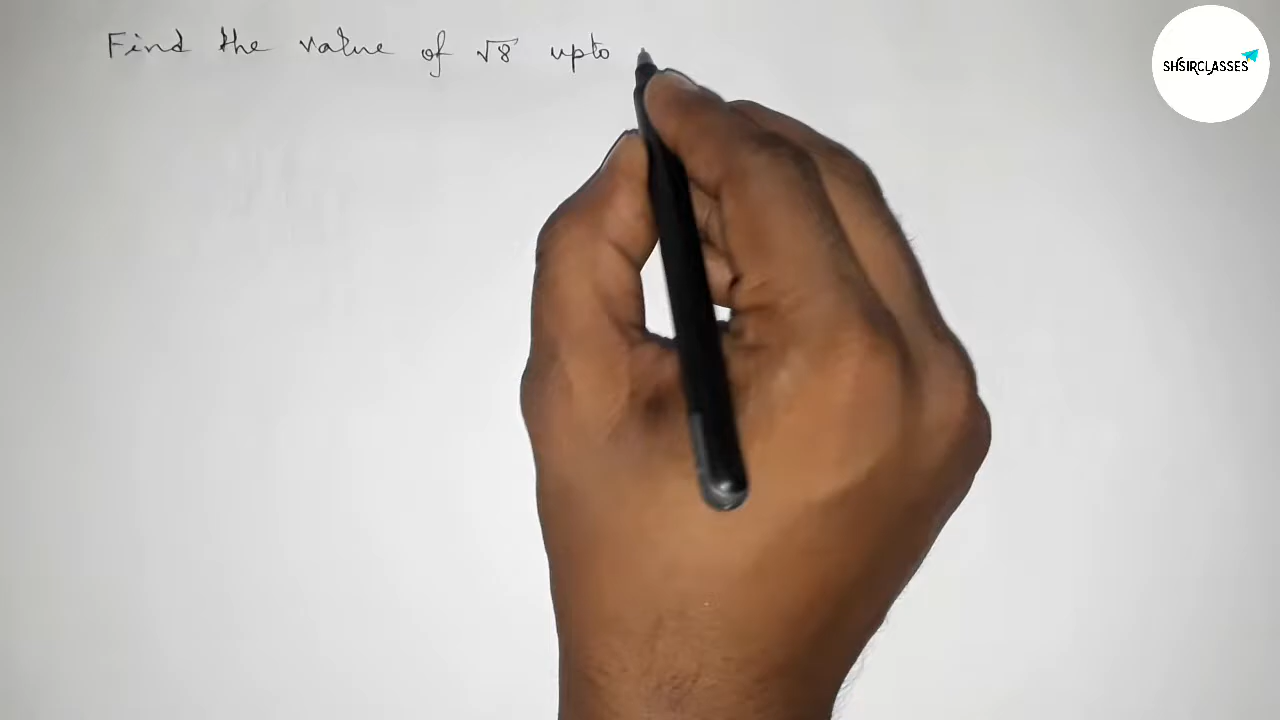 Find the value of √8 upto
SHSIRCLASSES